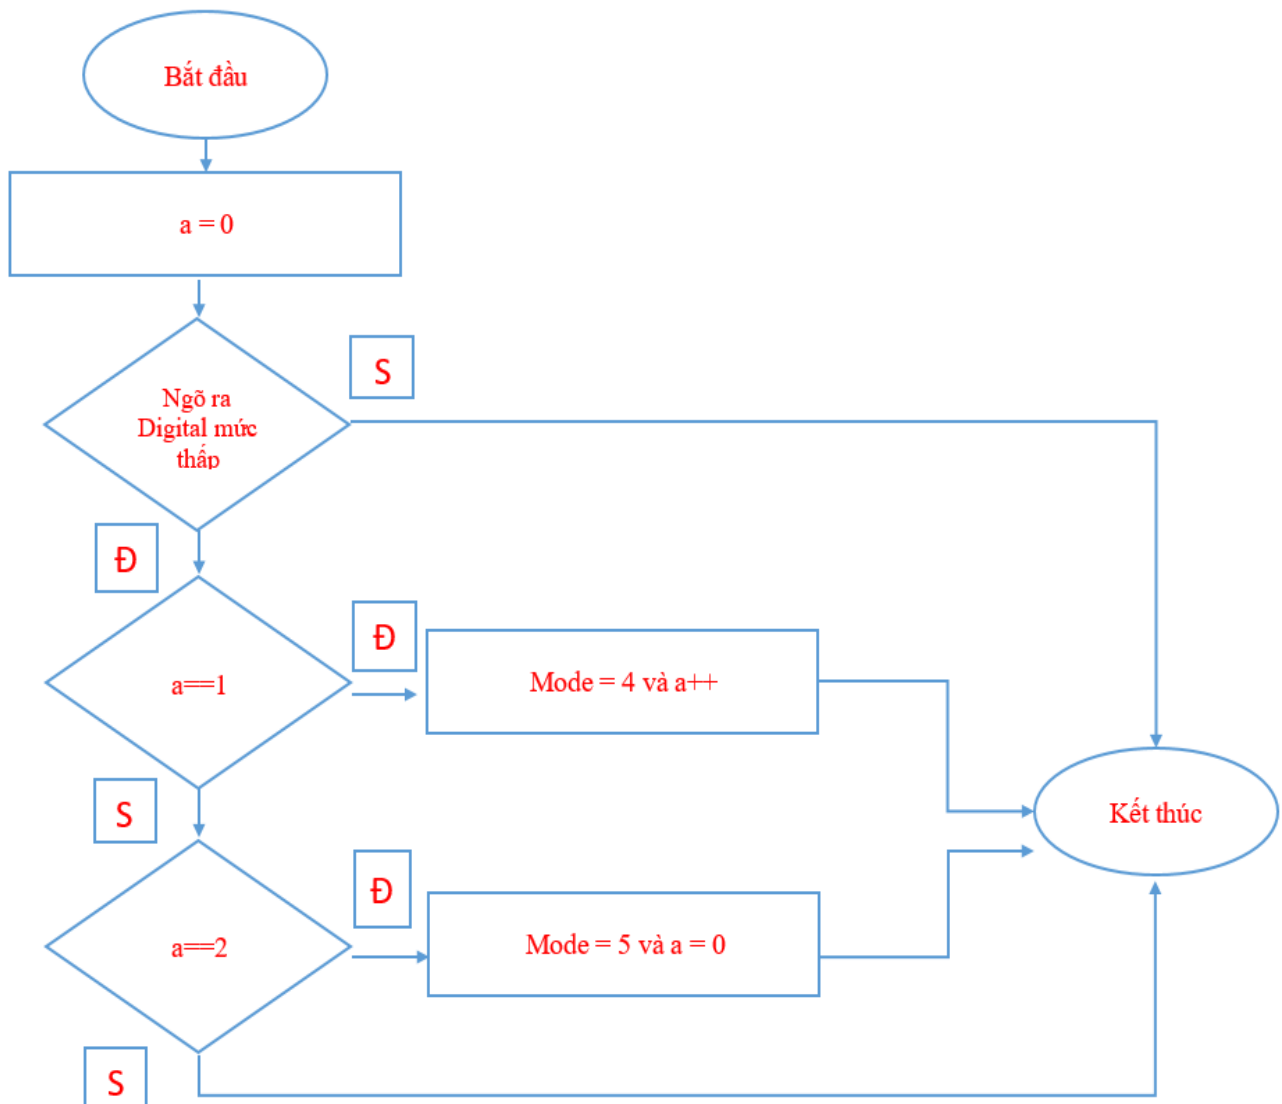 Bắt đầu
a = 0
S
Ngõ ra
Digital mức
thấp
Đ
Đ
a==1
Mode = 4 và a++
S
Kết thúc
Đ
a==2
Mode = 5 và a = 0
S